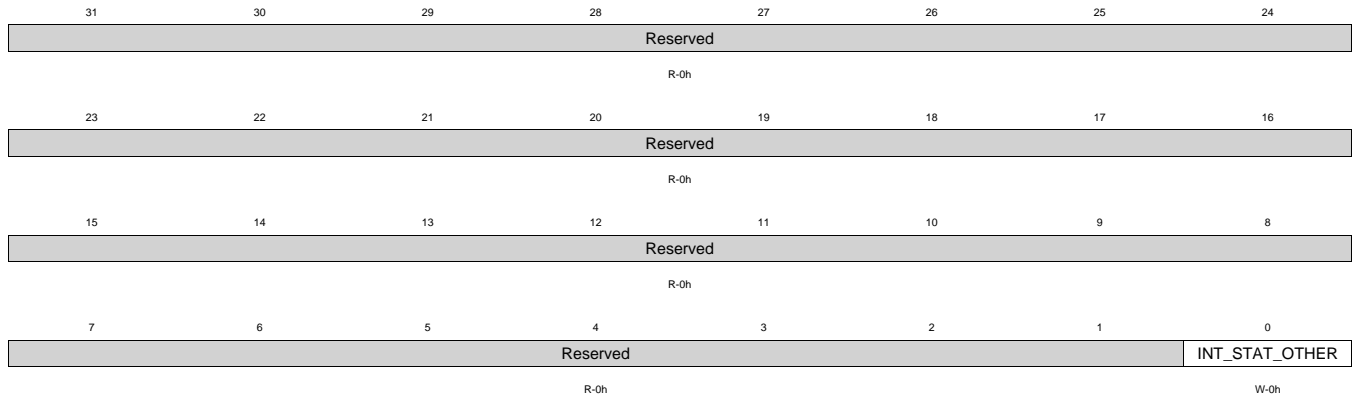 31 30 29 28 27 26 25 24
Reserved
R-0h
23 22 21 20 19 18 17 16
Reserved
R-0h
15 14 13 12 11 10 9 8
Reserved
R-0h
7 6 5 4 3 2 1 0
Reserved INT_STAT_OTHER
R-0h W-0h